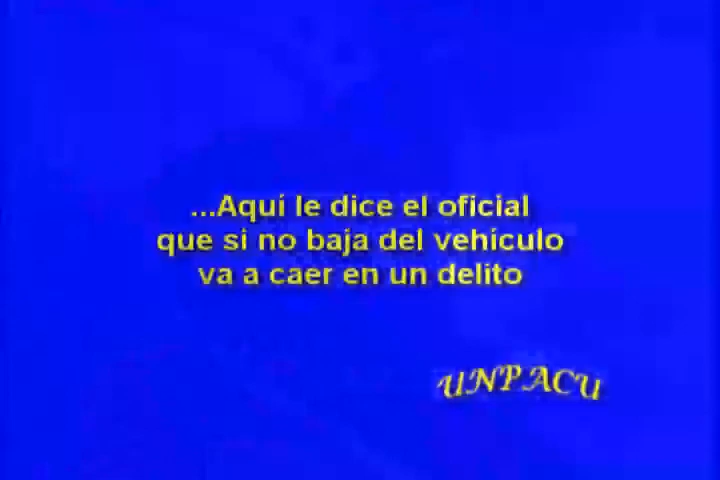 ...Aquí le dice el oficial
que si no baja del vehículo
va a caer en un delito
UNPACU